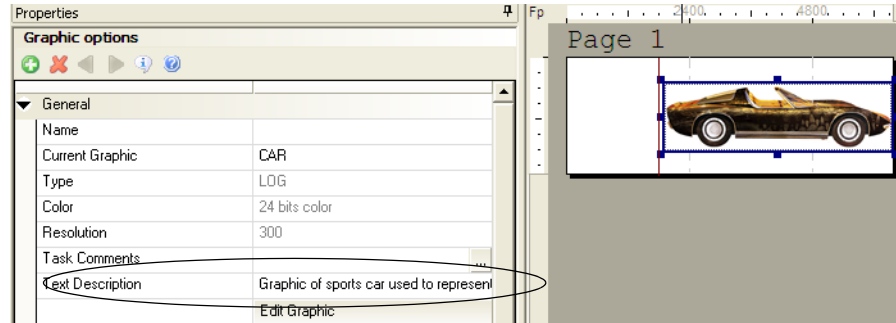 Properties
Graphic options
General
Name
Current Graphic CAR
Type LOG
Color 24 bits color
Resolution 300
Task Comments ...
Text Description Graphic of sports car used to represent
Edit Graphic
Fp 2400 4800
Page 1